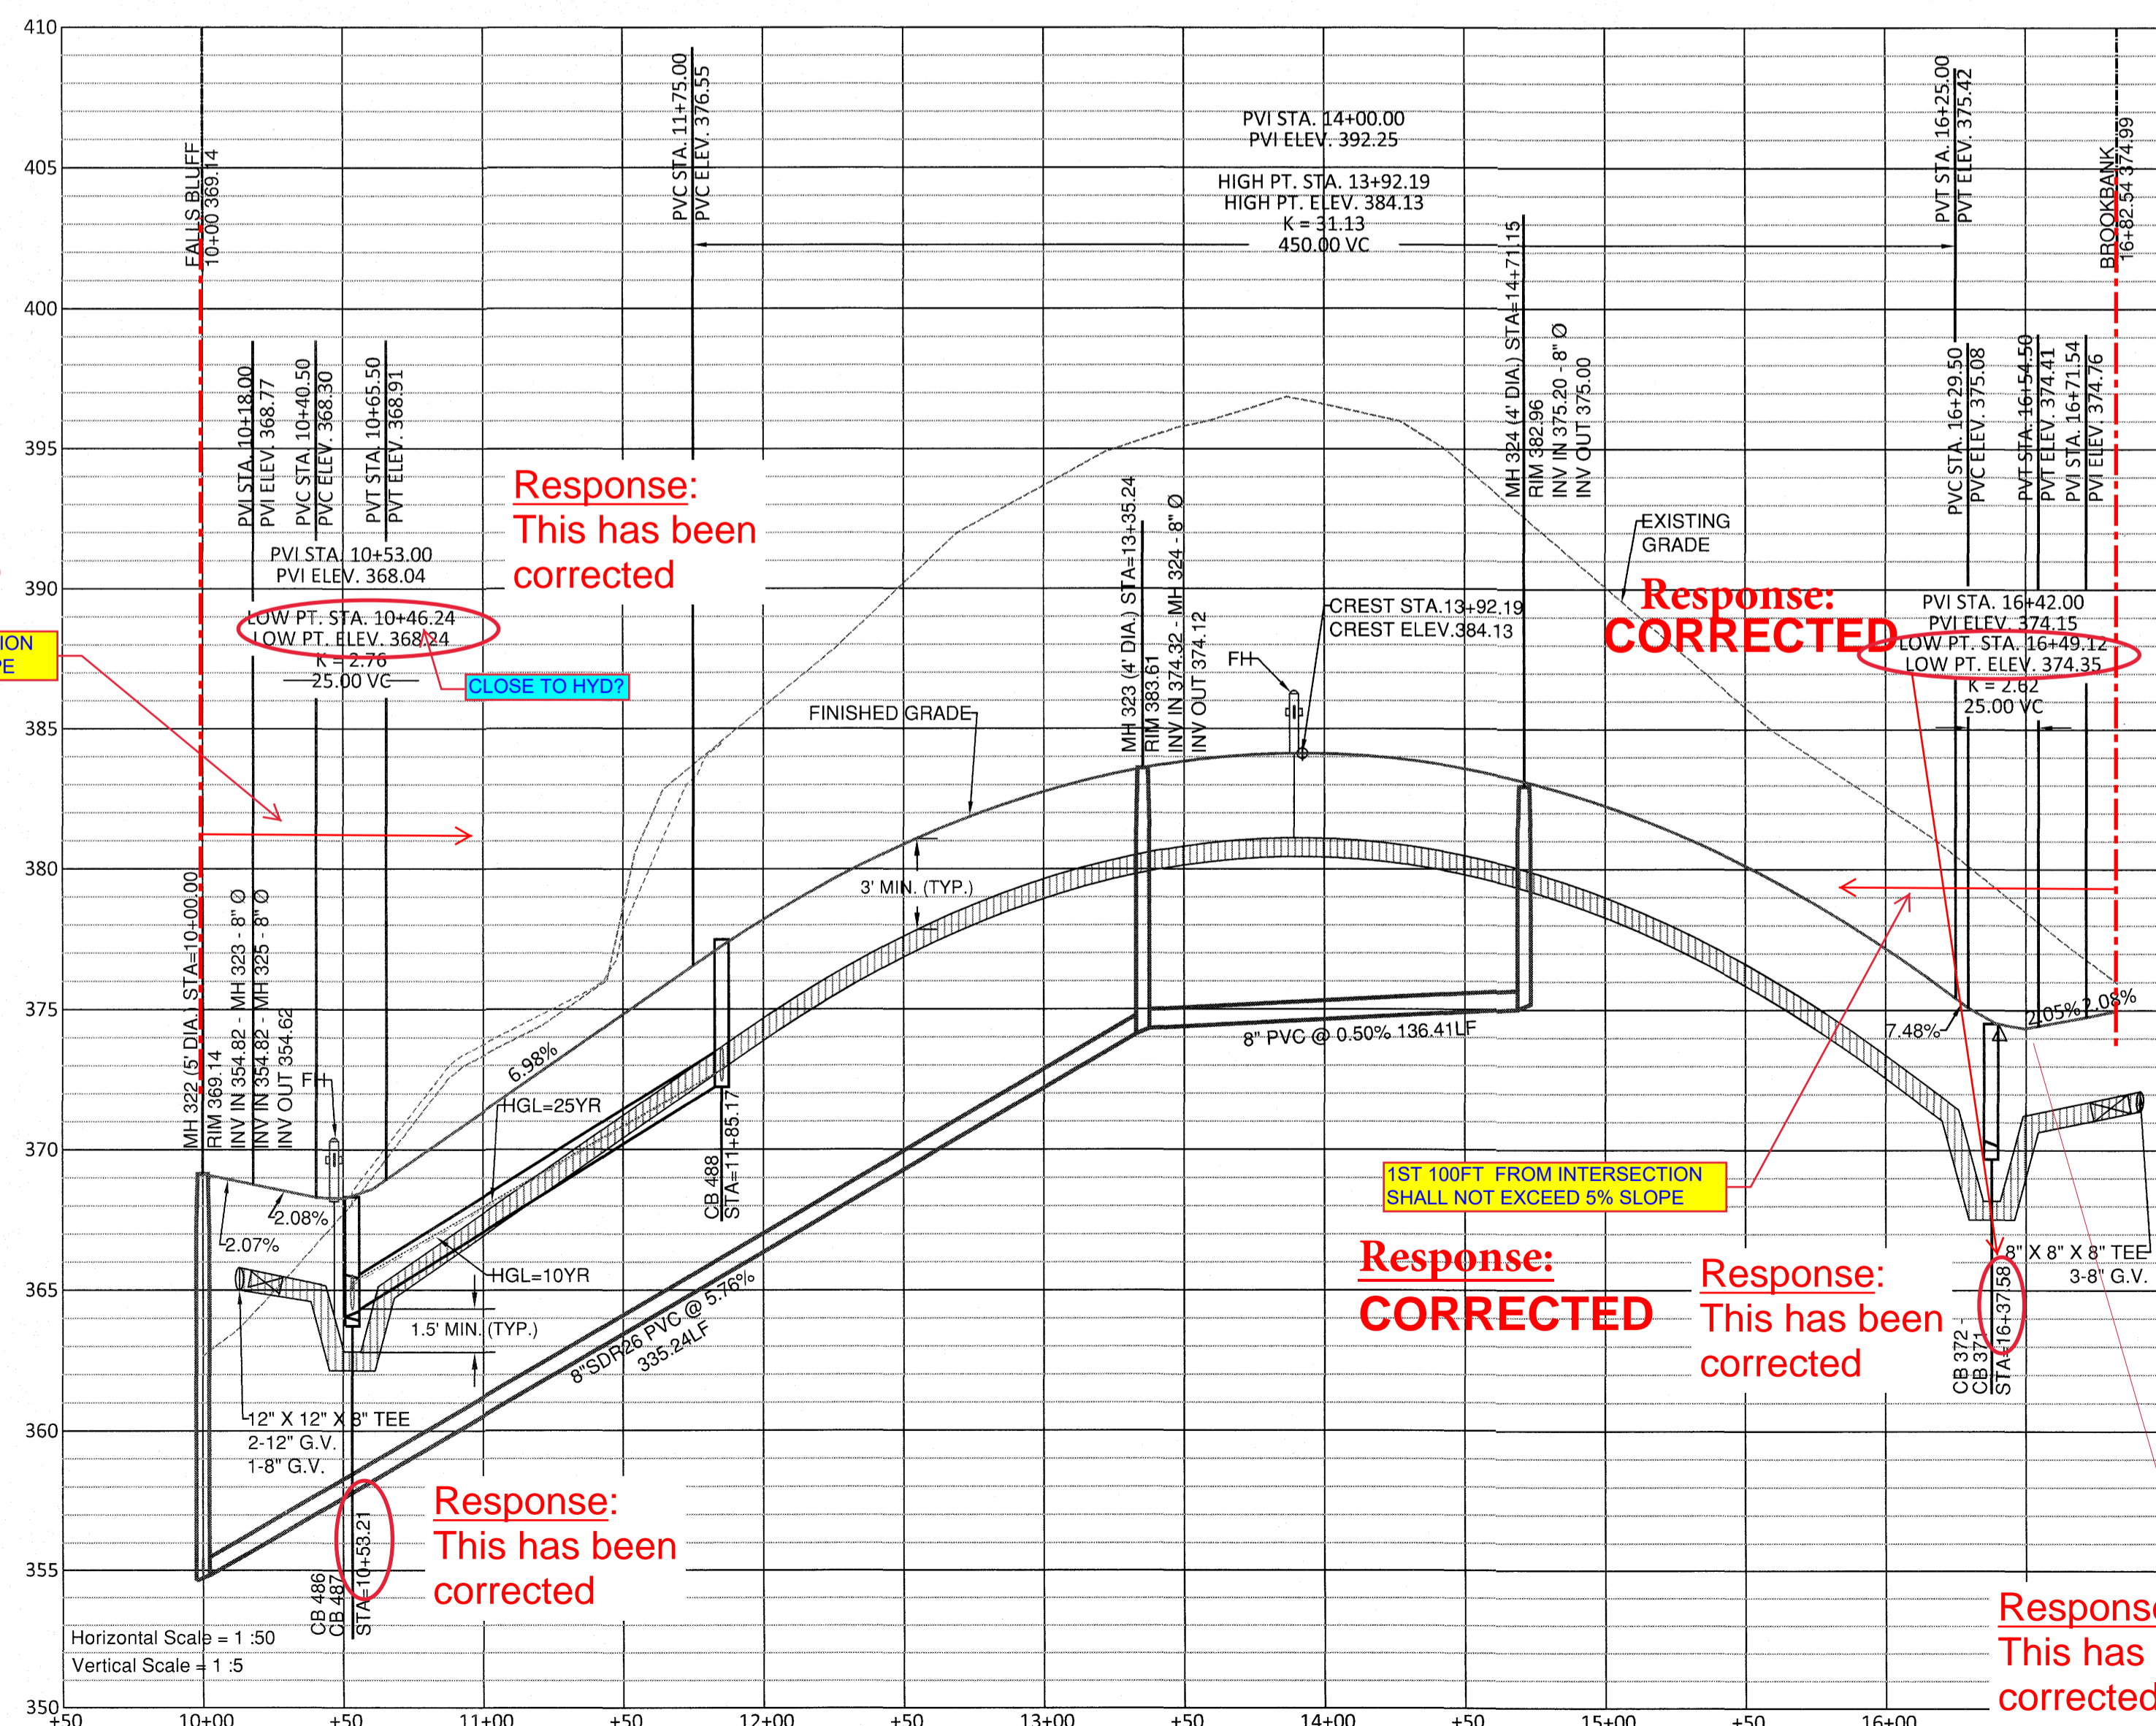 410
405
400
395
390
385
380
375
370
365
360
355
350
+50
10+00
+50
11+00
+50
12+00
+50
13+00
+50
14+00
+50
15+00
+50
16+00
FALLS BLUFF
10+00 369.14
PVI STA. 10+18.00
PVI ELEV. 368.77
PVC STA. 10+40.50
PVC ELEV. 368.30
PVT STA. 10+65.50
PVT ELEV. 368.91
PVI STA. 10+53.00
PVI ELEV. 368.04
LOW PT. STA. 10+46.24
LOW PT. ELEV. 368.24
K = 2.76
25.00 VC
CLOSE TO HYD?
Response:
This has been
corrected
PVC STA. 11+75.00
PVC ELEV. 376.55
PVI STA. 14+00.00
PVI ELEV. 392.25
HIGH PT. STA. 13+92.19
HIGH PT. ELEV. 384.13
K = 31.13
450.00 VC
PVT STA. 16+25.00
PVT ELEV. 375.42
BROOKBANK
16+82.54 374.99
MH 324 (4' DIA.) STA=14+71.15
RIM 382.96
INV IN 375.20 - 8" Ø
INV OUT 375.00
MH 323 (4' DIA.) STA=13+35.24
RIM 383.61
INV IN 374.32 - MH 324 - 8" Ø
INV OUT 374.12
PVC STA. 16+29.50
PVC ELEV. 375.08
PVT STA. 16+54.50
PVT ELEV. 374.41
PVI STA. 16+71.54
PVI ELEV. 374.76
EXISTING
GRADE
Response:
CORRECTED
PVI STA. 16+42.00
PVI ELEV. 374.15
LOW PT. STA. 16+49.12
LOW PT. ELEV. 374.35
K = 2.62
25.00 VC
CREST STA.13+92.19
CREST ELEV.384.13
FH
FINISHED GRADE
3' MIN. (TYP.)
ION
PE
MH 322 (5' DIA.) STA=10+00.00
RIM 369.14
INV IN 354.82 - MH 323 - 8" Ø
INV IN 354.82 - MH 325 - 8" Ø
INV OUT 354.62
FH
6.98%
HGL=25YR
HGL=10YR
2.08%
2.07%
CB 488
STA=11+85.17
8" PVC @ 0.50% 136.41LF
7.48%
2.05%
2.08%
1ST 100FT FROM INTERSECTION
SHALL NOT EXCEED 5% SLOPE
Response:
CORRECTED
Response:
This has been
corrected
8" X 8" X 8" TEE
3-8" G.V.
CB 372 -
CB 371
STA=16+37.58
1.5' MIN. (TYP.)
8"SDR26 PVC @ 5.76%
335.24LF
12" X 12" X 8" TEE
2-12" G.V.
1-8" G.V.
CB 486
CB 487
STA=10+53.21
Response:
This has been
corrected
Horizontal Scale = 1 :50
Vertical Scale = 1 :5
Response
This has
corrected